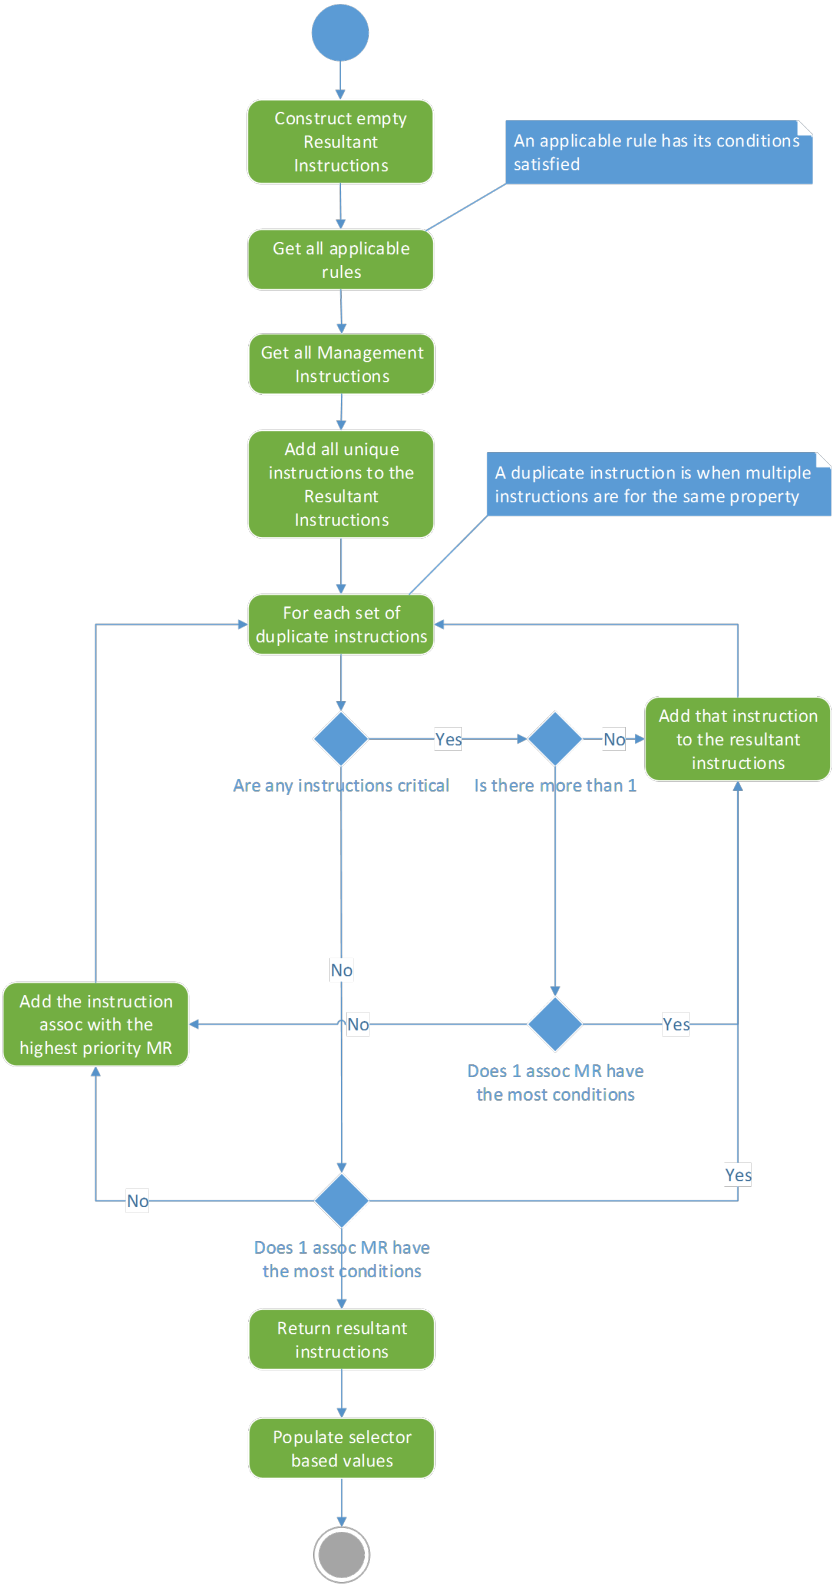 Construct empty
Resultant
Instructions
An applicable rule has its conditions
satisfied
Get all applicable
rules
Get all Management
Instructions
Add all unique
instructions to the
Resultant
Instructions
A duplicate instruction is when multiple
instructions are for the same property
For each set of
duplicate instructions
Yes
No
Add that instruction
to the resultant
instructions
Are any instructions critical
Is there more than 1
No
Add the instruction
assoc with the
highest priority MR
No
Yes
Does 1 assoc MR have
the most conditions
No
Yes
Does 1 assoc MR have
the most conditions
Return resultant
instructions
Populate selector
based values